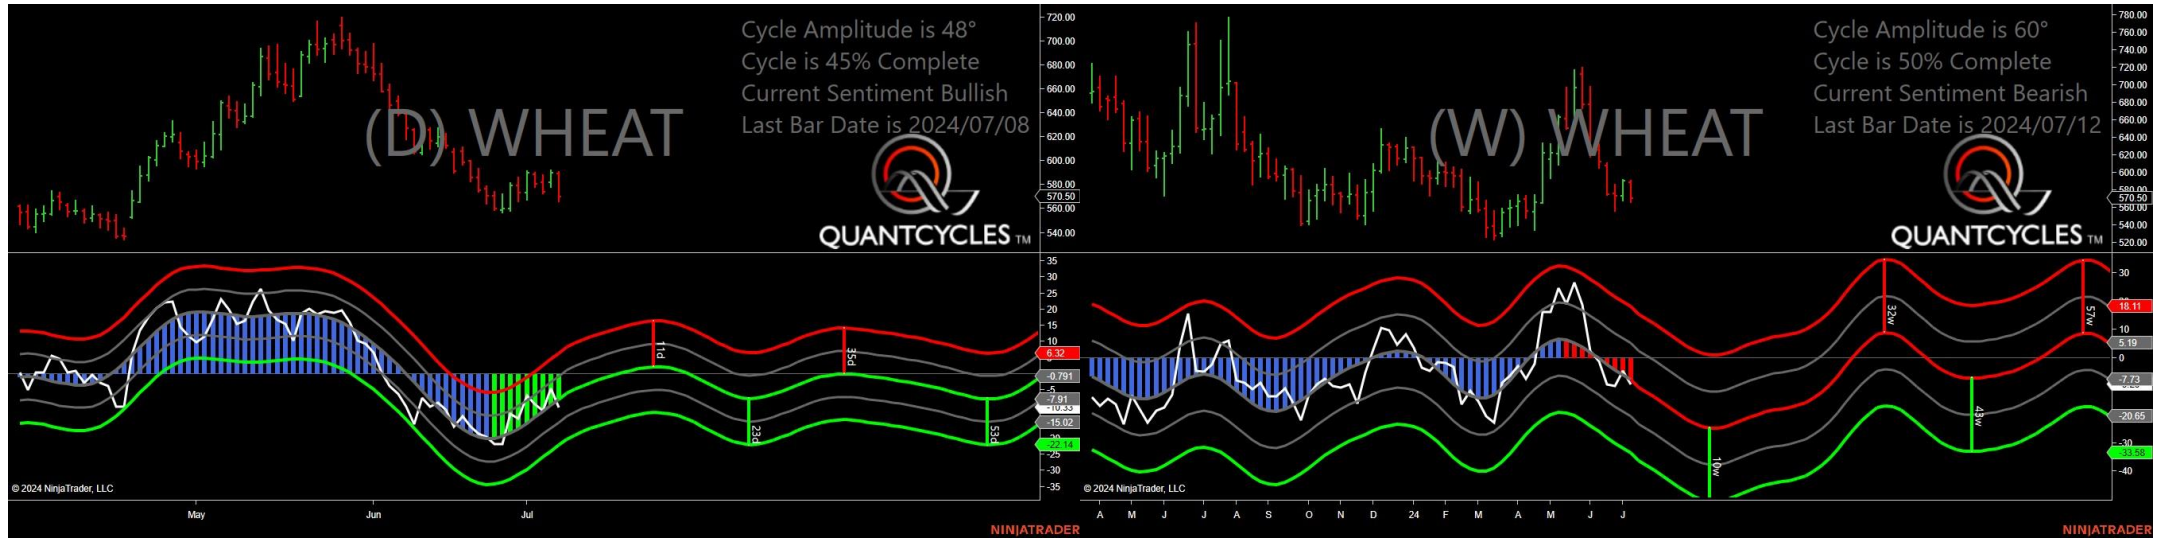 Cycle Amplitude is 48°
Cycle is 45% Complete
Current Sentiment Bullish
Last Bar Date is 2024/07/08
(D) WHEAT
QUANTCYCLES TM
720.00
700.00
680.00
660.00
640.00
620.00
600.00
580.00
570.50
560.00
540.00
35
30
25
20
15
10
6.32
-0.791
-5
-7.91
-10.33
-15.02
-22.14
-25
-30
-35
11d
23d
35d
53d
© 2024 NinjaTrader, LLC
May
Jun
Jul
NINJATRADER
Cycle Amplitude is 60°
Cycle is 50% Complete
Current Sentiment Bearish
Last Bar Date is 2024/07/12
(W) WHEAT
QUANTCYCLES TM
780.00
760.00
740.00
720.00
700.00
680.00
660.00
640.00
620.00
600.00
580.00
570.50
560.00
540.00
520.00
30
18.11
10
5.19
0
-7.73
-20.65
-30
-33.58
-40
10w
32w
43w
57w
© 2024 NinjaTrader, LLC
A M J J A S O N D 24 F M A M J J
NINJATRADER